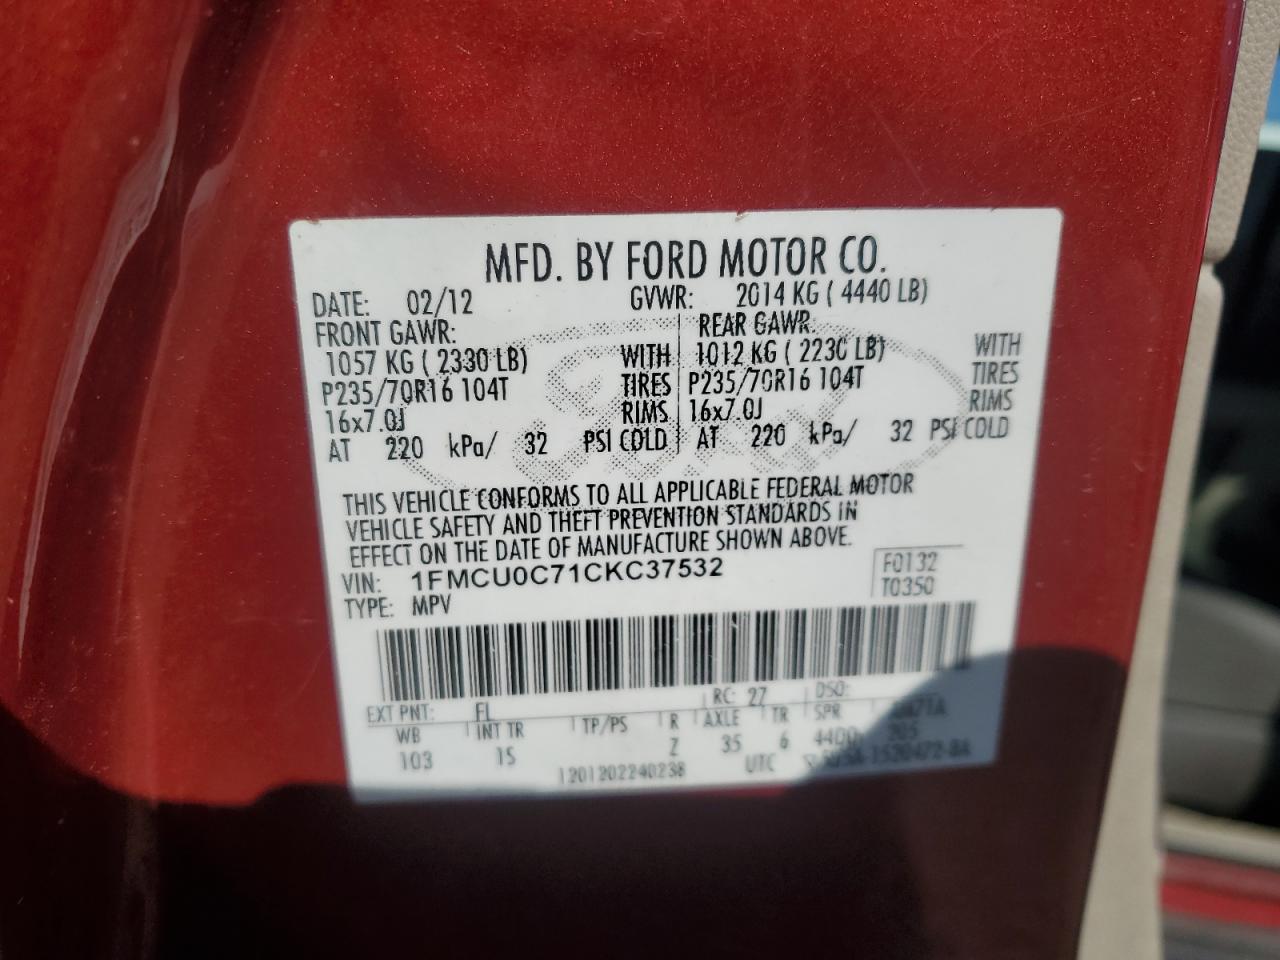 MFD. BY FORD MOTOR CO.
DATE: 02/12 GVWR: 2014 KG ( 4440 LB)
FRONT GAWR: REAR GAWR:
1057 KG ( 2330 LB) WITH 1012 KG ( 2230 LB) WITH
P235/70R16 104T TIRES P235/70R16 104T TIRES
16x7.0J RIMS 16x7.0J RIMS
AT 220 kPa/ 32 PSI COLD AT 220 kPa/ 32 PSI COLD
THIS VEHICLE CONFORMS TO ALL APPLICABLE FEDERAL MOTOR
VEHICLE SAFETY AND THEFT PREVENTION STANDARDS IN
EFFECT ON THE DATE OF MANUFACTURE SHOWN ABOVE.
VIN: 1FMCU0C71CKC37532 F0132
TYPE: MPV T0350
EXT PNT: FL RC: 27 DSO:
WB INT TR TP/PS R AXLE TR SPR
103 15 2 35 6 4400
1201202240238 UTC